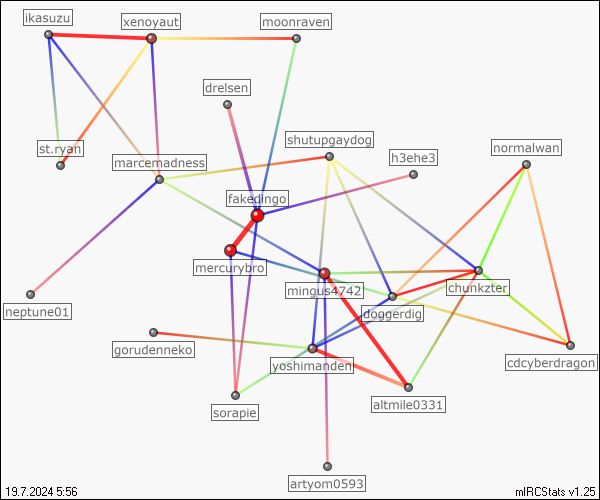 ikasuzu
xenoyaut
moonraven
drelsen
shutupgaydog
st.ryan
marcemadness
h3ehe3
normalwan
fakedingo
mercurybro
mingus4742
chunkzter
neptune01
doggerdig
gorudenneko
yoshimanden
cdcyberdragon
sorapie
altmile0331
artyom0593
19.7.2024 5:56
mIRCStats v1.25